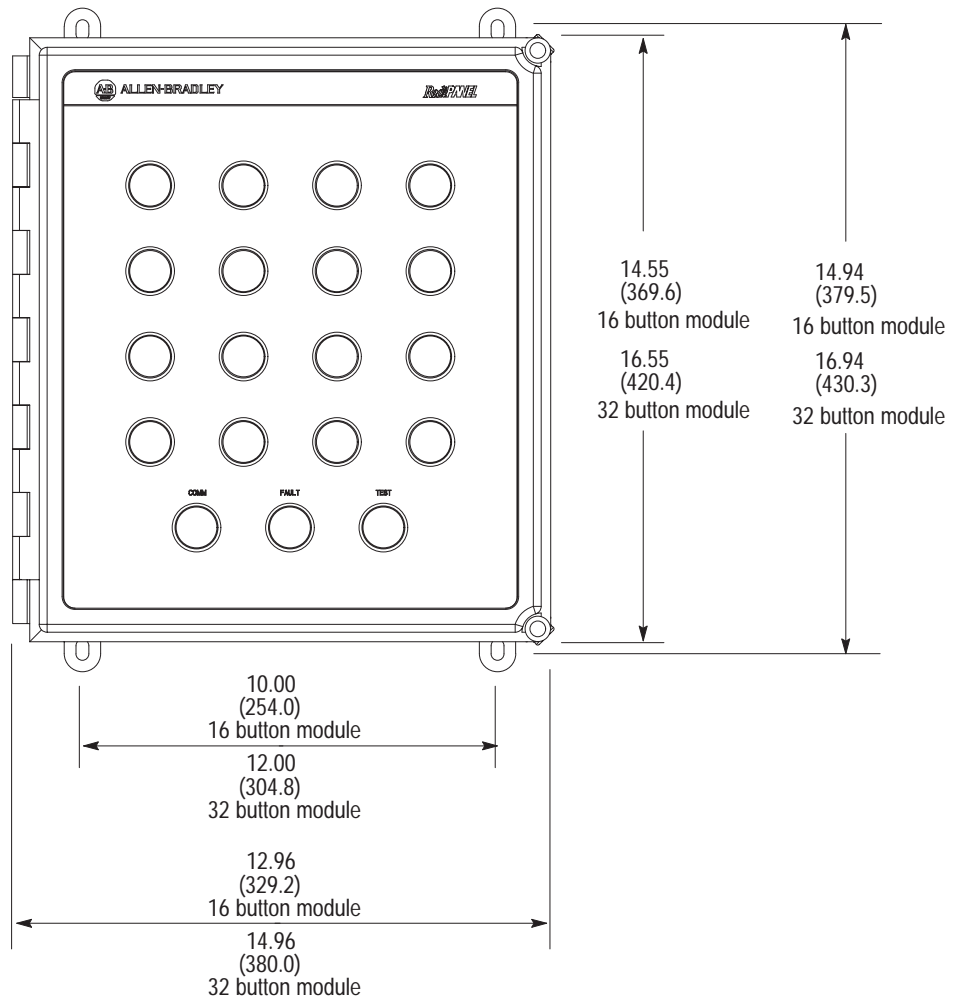 A-B ALLEN-BRADLEY
RediPANEL
COMM
FAULT
TEST
14.55
(369.6)
16 button module
16.55
(420.4)
32 button module
14.94
(379.5)
16 button module
16.94
(430.3)
32 button module
10.00
(254.0)
16 button module
12.00
(304.8)
32 button module
12.96
(329.2)
16 button module
14.96
(380.0)
32 button module